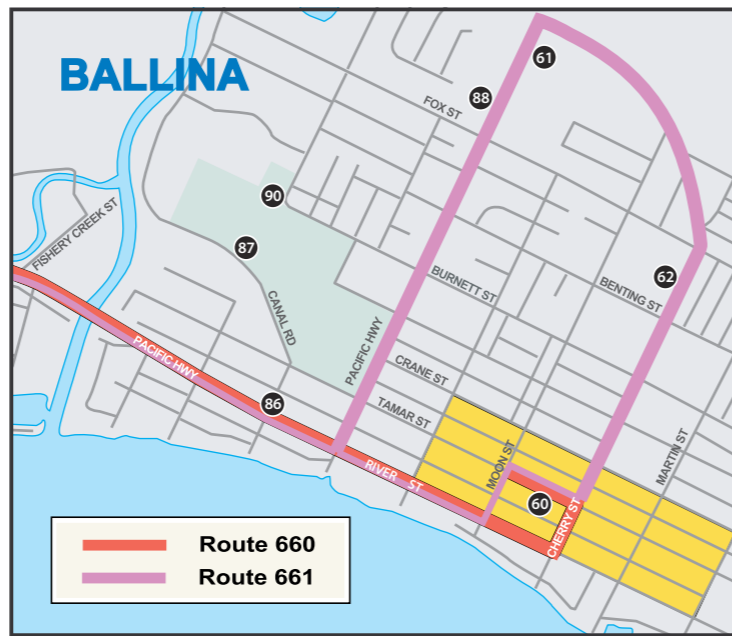 BALLINA
61
88
FOX ST
90
FISHERY CREEK ST
87
62
BURNETT ST
BENTING ST
CANAL RD
PACIFIC HWY
PACIFIC HWY
CRANE ST
86
TAMAR ST
MOON ST
MARTIN ST
RIVER ST
60
CHERRY ST
Route 660
Route 661